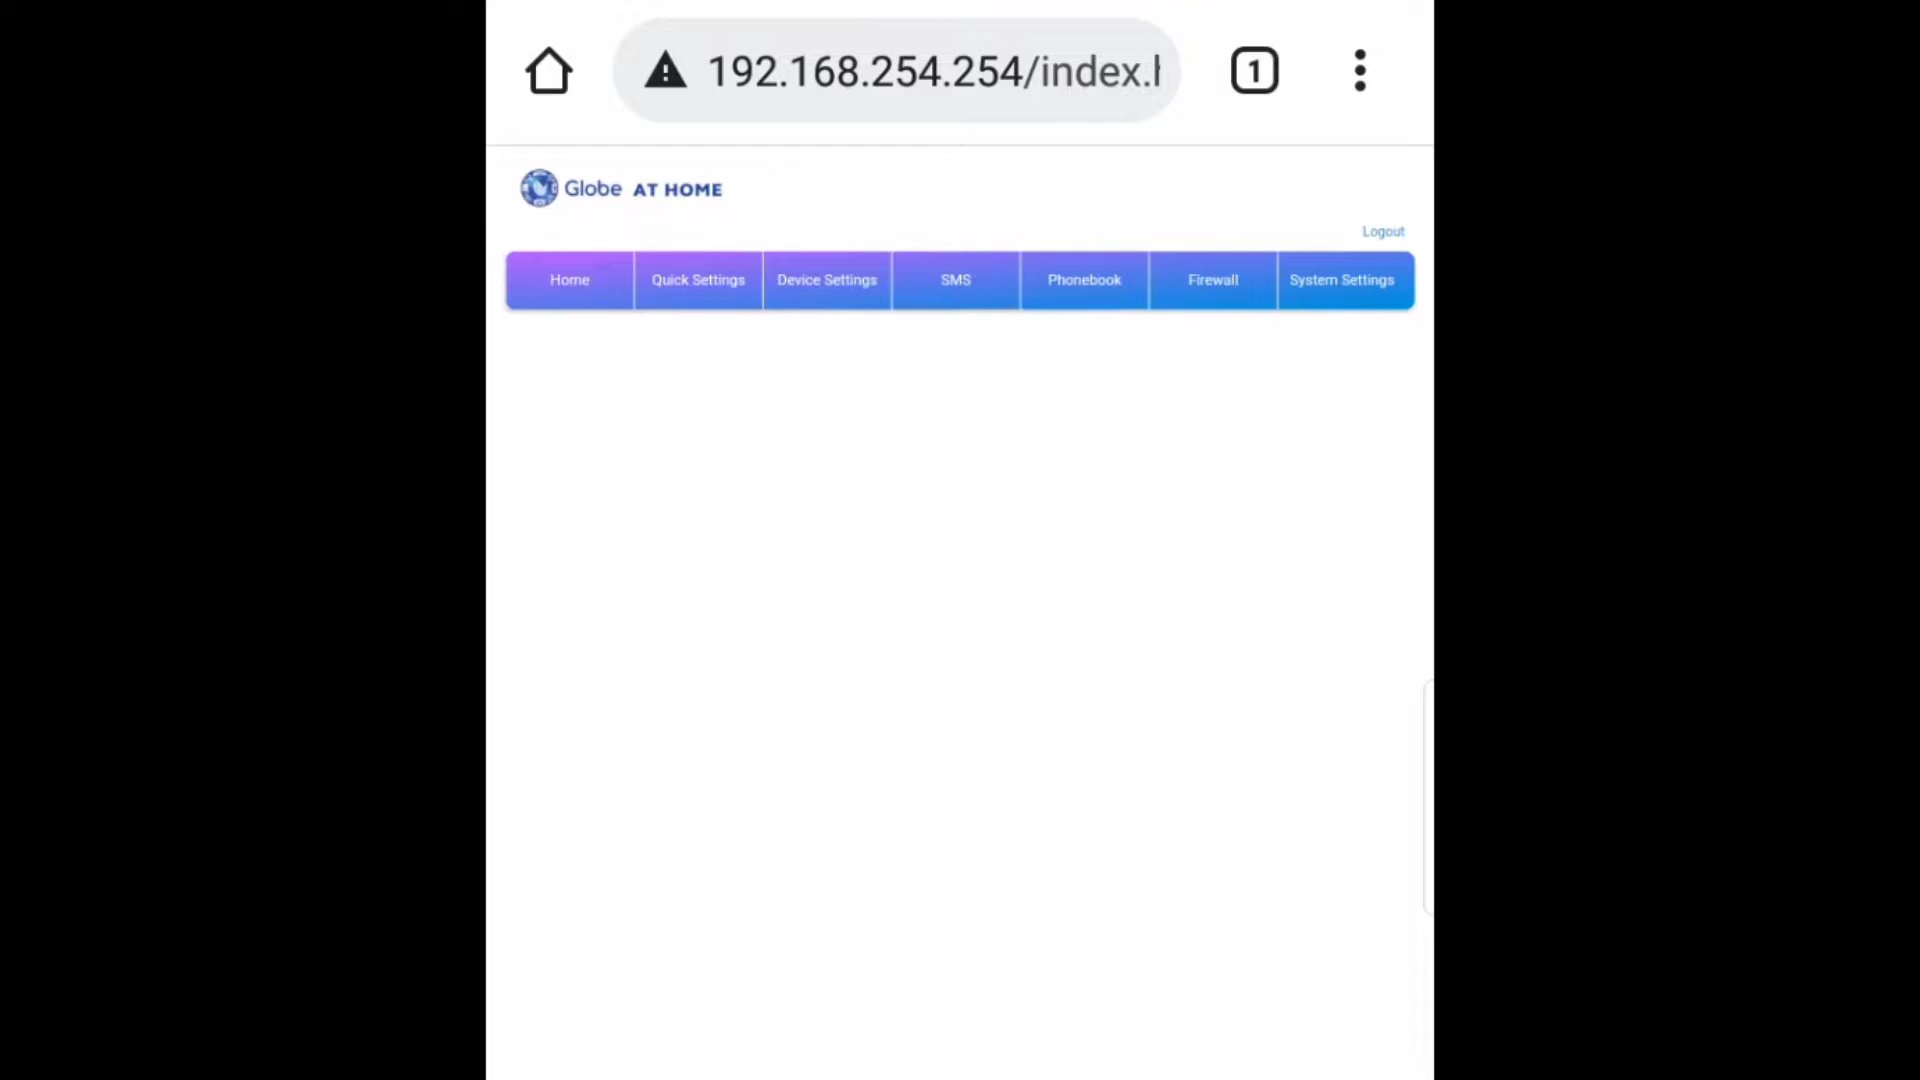 192.168.254.254/index.
1
Globe AT HOME
Logout
Home
Quick Settings
Device Settings
SMS
Phonebook
Firewall
System Settings